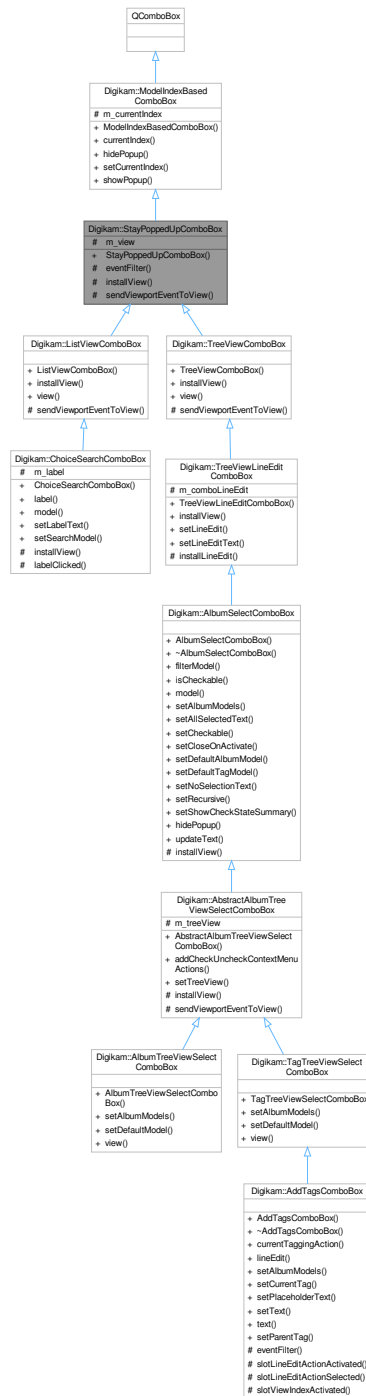 QComboBox
Digikam::ModelIndexBased
ComboBox
# m_currentIndex
+ ModelIndexBasedComboBox()
+ currentIndex()
+ hidePopup()
+ setCurrentIndex()
+ showPopup()
Digikam::StayPoppedUpComboBox
# m_view
+ StayPoppedUpComboBox()
# eventFilter()
# installView()
# sendViewportEventToView()
Digikam::ListViewComboBox
+ ListViewComboBox()
+ installView()
+ view()
# sendViewportEventToView()
Digikam::TreeViewComboBox
+ TreeViewComboBox()
+ installView()
+ view()
# sendViewportEventToView()
Digikam::ChoiceSearchComboBox
# m_label
+ ChoiceSearchComboBox()
+ label()
+ model()
+ setLabelText()
+ setSearchModel()
# installView()
# labelClicked()
Digikam::TreeViewLineEdit
ComboBox
# m_comboLineEdit
+ TreeViewLineEditComboBox()
+ installView()
+ setLineEdit()
+ setLineEditText()
# installLineEdit()
Digikam::AlbumSelectComboBox
+ AlbumSelectComboBox()
+ ~AlbumSelectComboBox()
+ filterModel()
+ isCheckable()
+ model()
+ setAlbumModels()
+ setAllSelectedText()
+ setCheckable()
+ setCloseOnActivate()
+ setDefaultAlbumModel()
+ setDefaultTagModel()
+ setNoSelectionText()
+ setRecursive()
+ setShowCheckStateSummary()
+ hidePopup()
+ updateText()
# installView()
Digikam::AbstractAlbumTree
ViewSelectComboBox
# m_treeView
+ AbstractAlbumTreeViewSelect
ComboBox()
+ addCheckUncheckContextMenu
Actions()
+ setTreeView()
# installView()
# sendViewportEventToView()
Digikam::AlbumTreeViewSelect
ComboBox
+ AlbumTreeViewSelectCombo
Box()
+ setAlbumModels()
+ setDefaultModel()
+ view()
Digikam::TagTreeViewSelect
ComboBox
+ TagTreeViewSelectComboBox()
+ setAlbumModels()
+ setDefaultModel()
+ view()
Digikam::AddTagsComboBox
+ AddTagsComboBox()
+ ~AddTagsComboBox()
+ currentTaggingAction()
+ lineEdit()
+ setAlbumModels()
+ setCurrentTag()
+ setPlaceholderText()
+ setText()
+ text()
+ setParentTag()
# eventFilter()
# slotLineEditActionActivated()
# slotLineEditActionSelected()
# slotViewIndexActivated()